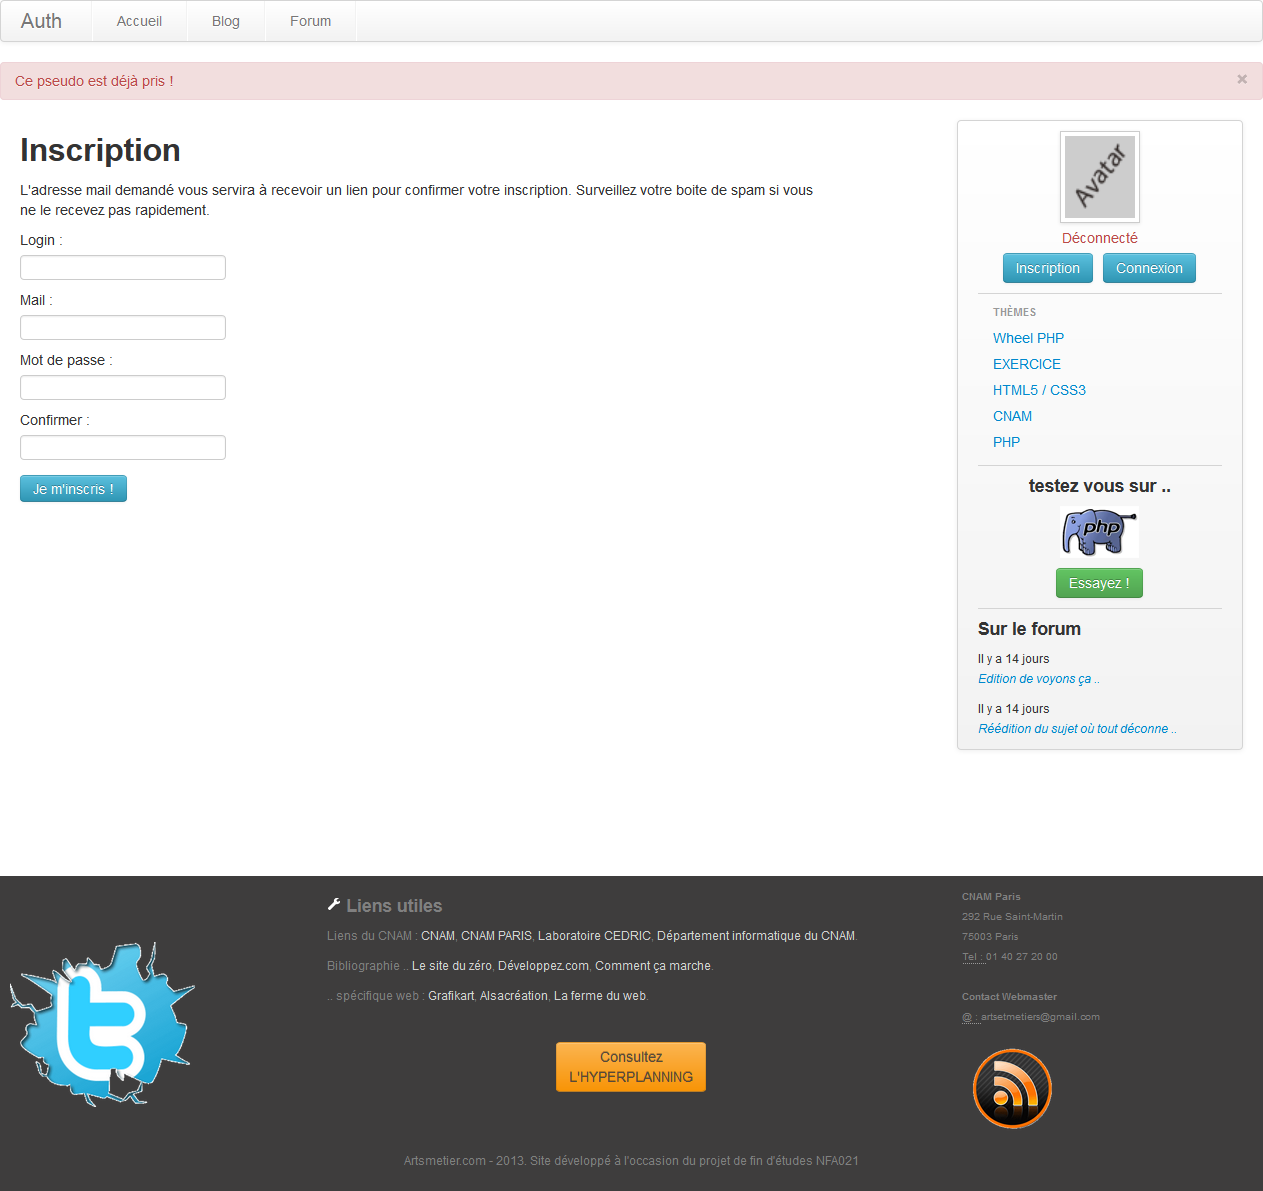 Auth
Accueil
Blog
Forum
Ce pseudo est déjà pris !
×
Inscription
L'adresse mail demandé vous servira à recevoir un lien pour confirmer votre inscription. Surveillez votre boite de spam si vous
ne le recevez pas rapidement.
Login :
Mail :
Mot de passe :
Confirmer :
Je m'inscris !
Avatar
Déconnecté
Inscription
Connexion
THÈMES
Wheel PHP
EXERCICE
HTML5 / CSS3
CNAM
PHP
testez vous sur ..
php
Essayez !
Sur le forum
Il y a 14 jours
Edition de voyons ça ..
Il y a 14 jours
Réédition du sujet où tout déconne ..
Liens utiles
Liens du CNAM : CNAM, CNAM PARIS, Laboratoire CEDRIC, Département informatique du CNAM.
Bibliographie .. Le site du zéro, Développez.com, Comment ça marche.
.. spécifique web : Grafikart, Alsacréation, La ferme du web.
Consultez
L'HYPERPLANNING
CNAM Paris
292 Rue Saint-Martin
75003 Paris
Tel : 01 40 27 20 00
Contact Webmaster
@ : artsetmetiers@gmail.com
Artsmetier.com - 2013. Site développé à l'occasion du projet de fin d'études NFA021